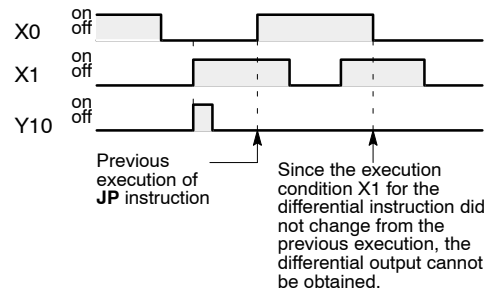 on
off
X0
on
off
X1
on
off
Y10
Previous
execution of
JP instruction
Since the execution
condition X1 for the
differential instruction did
not change from the
previous execution, the
differential output cannot
be obtained.